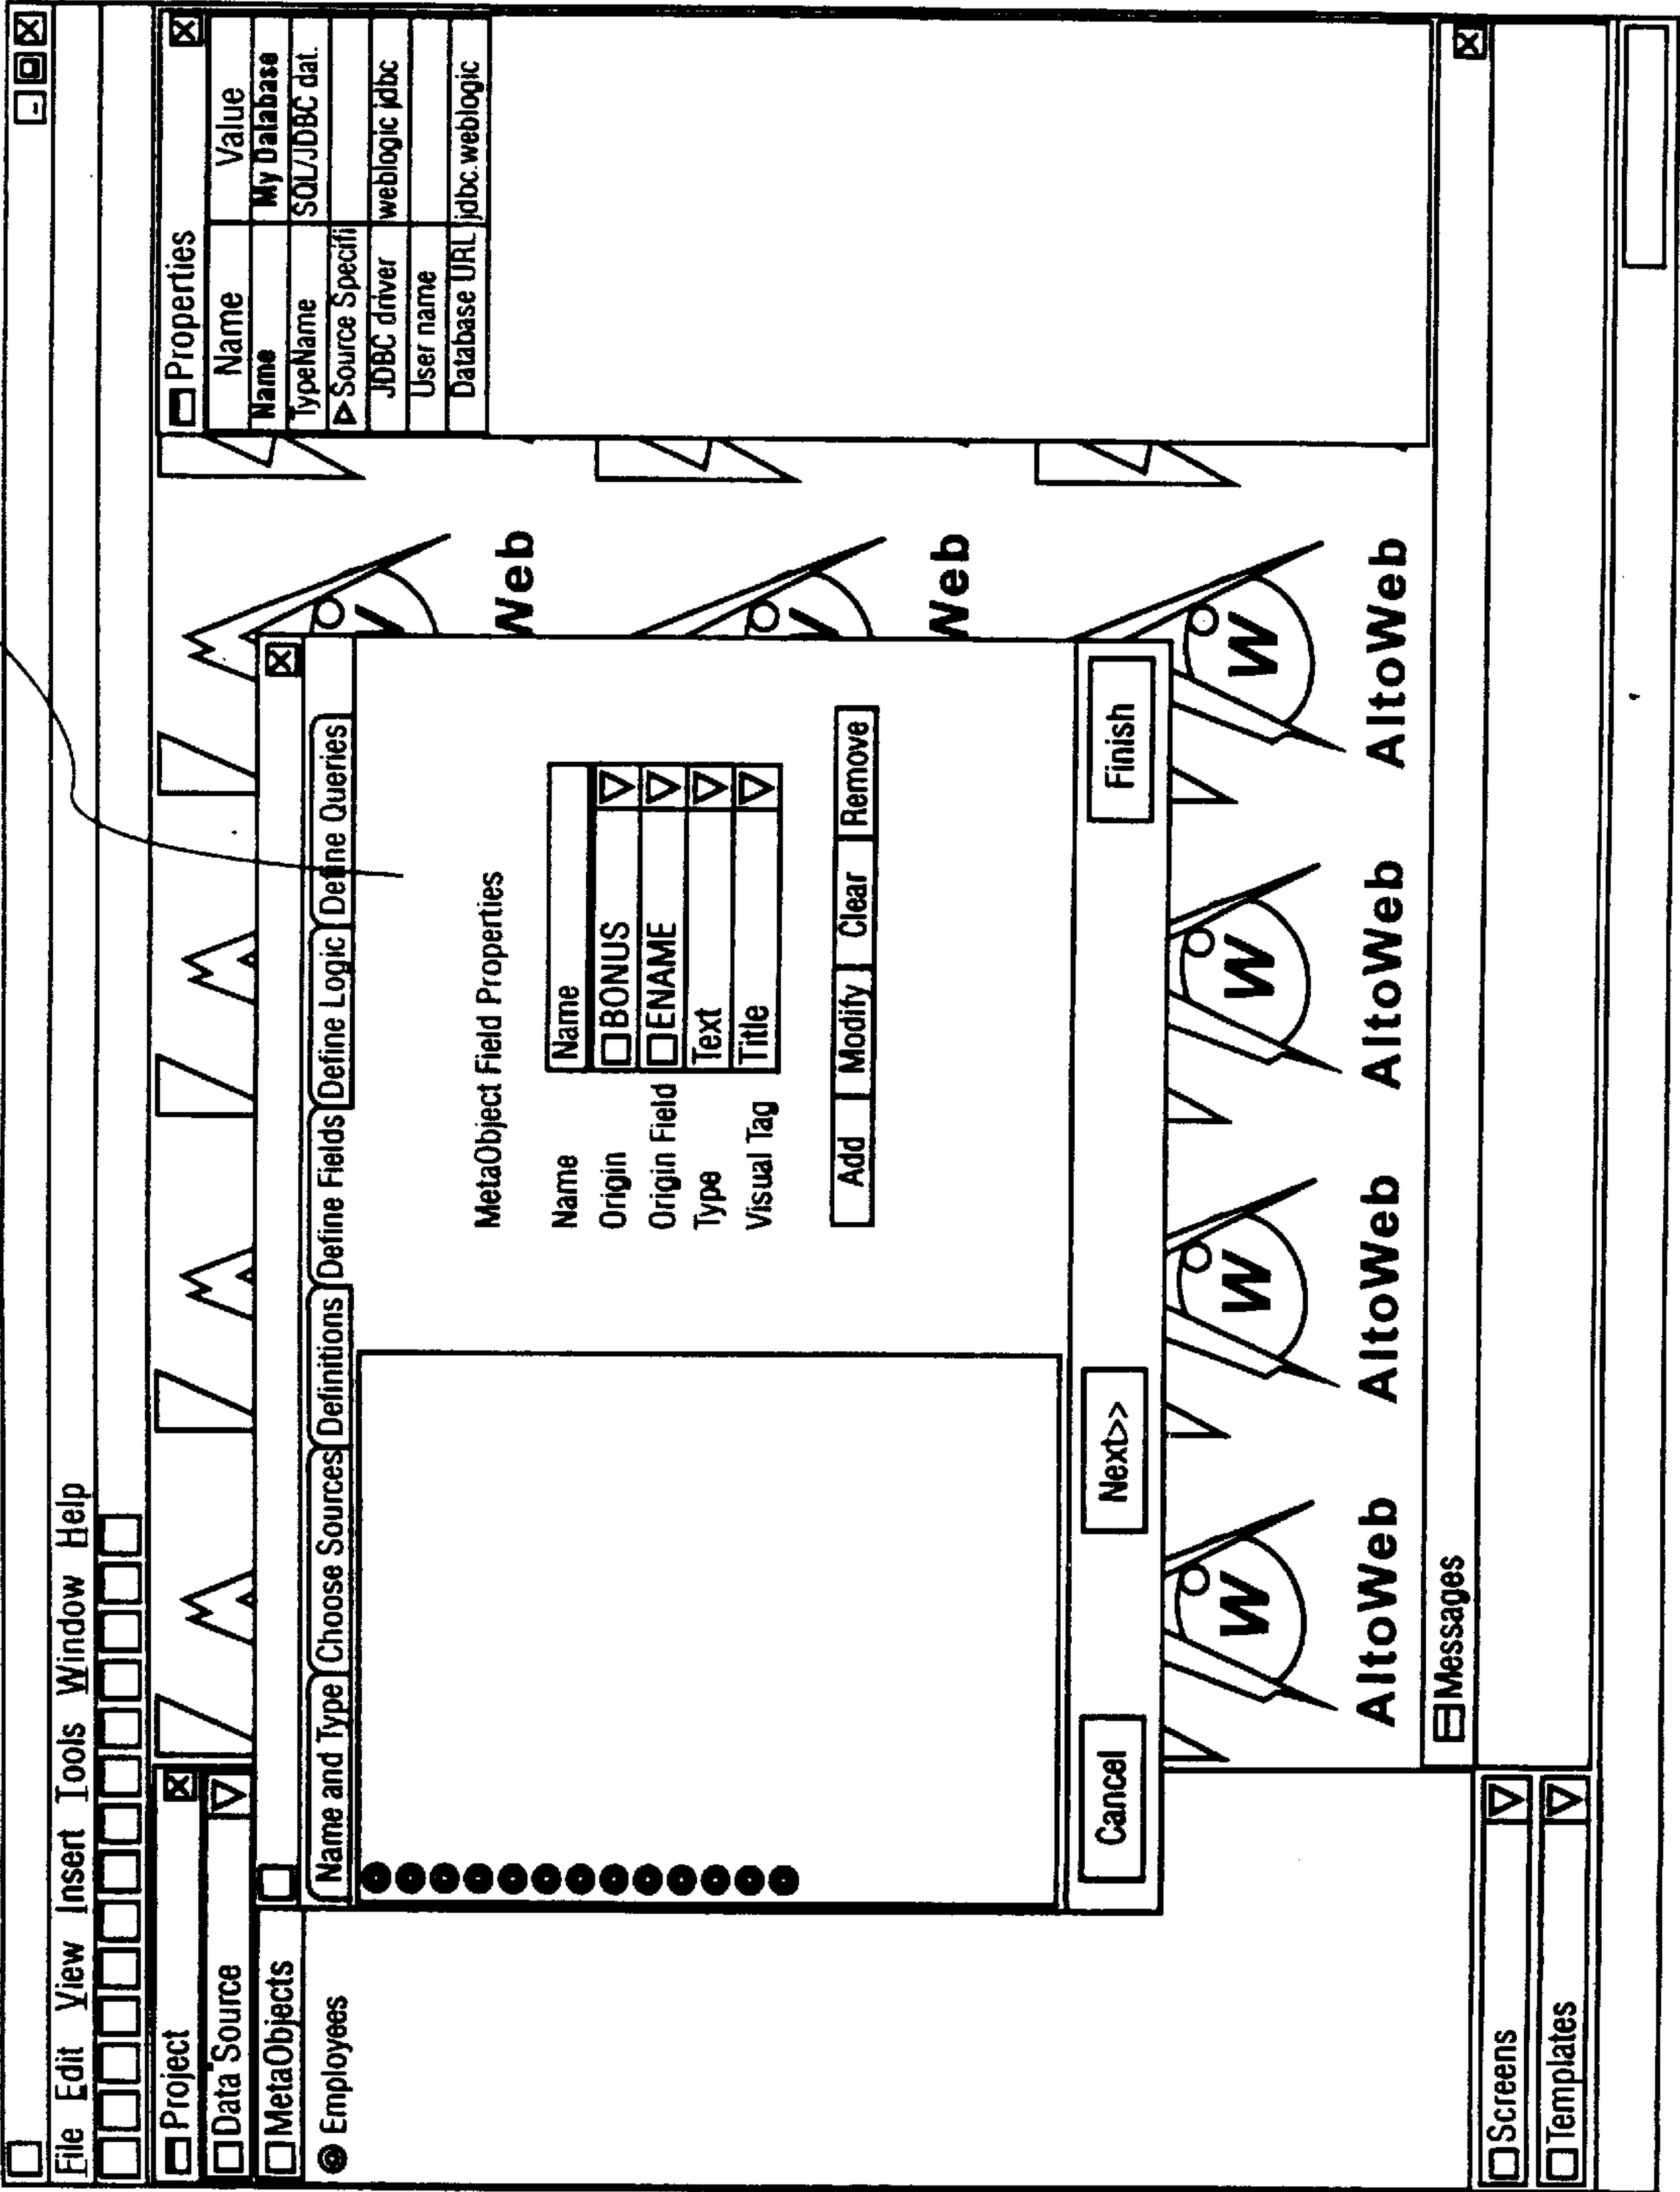 File Edit View Insert Tools Window Help
Project
Data Source
MetaObjects
Employees
Screens
Templates
Name and Type Choose Sources Definitions Define Fields Define Logic Define Queries
MetaObject Field Properties
Name Name
Origin BONUS
Origin Field ENAME
Type Text
Visual Tag Title
Add Modify Clear Remove
Cancel Next>> Finish
Web
Web
W W W W
AltoWeb AltoWeb AltoWeb AltoWeb
Properties
Name Value
Name My Database
TypeName SQL/JDBC dat.
Source Specifi
JDBC driver weblogic jdbc
User name
Database URL jdbc.weblogic
Messages